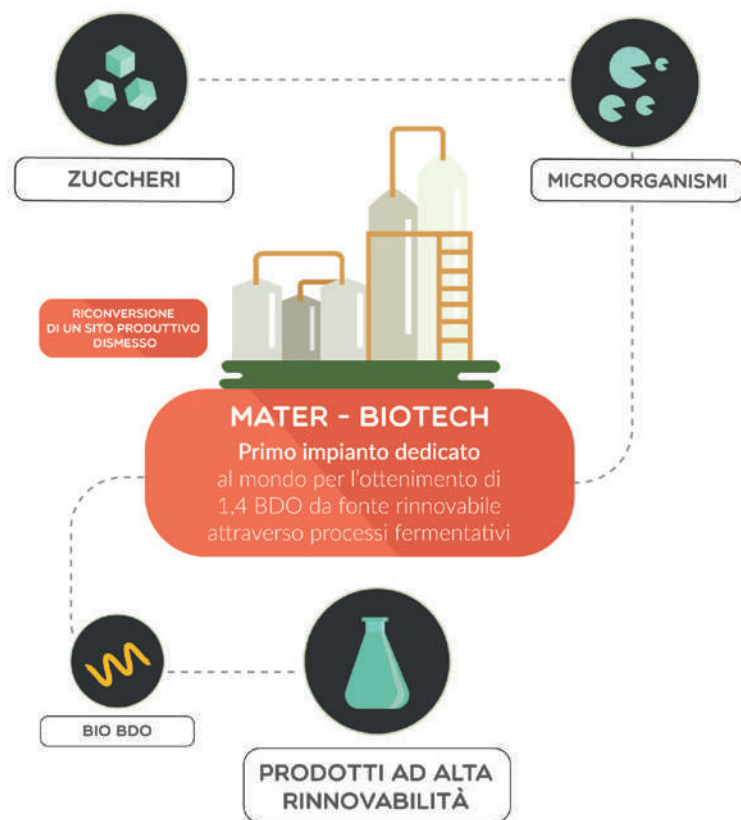 ZUCCHERI
MICROORGANISMI
RICONVERSIONE
DI UN SITO PRODUTTIVO
DISMESSO
MATER - BIOTECH
Primo impianto dedicato
al mondo per l'ottenimento di
1,4 BDO da fonte rinnovabile
attraverso processi fermentativi
BIO BDO
PRODOTTI AD ALTA
RINNOVABILITÀ